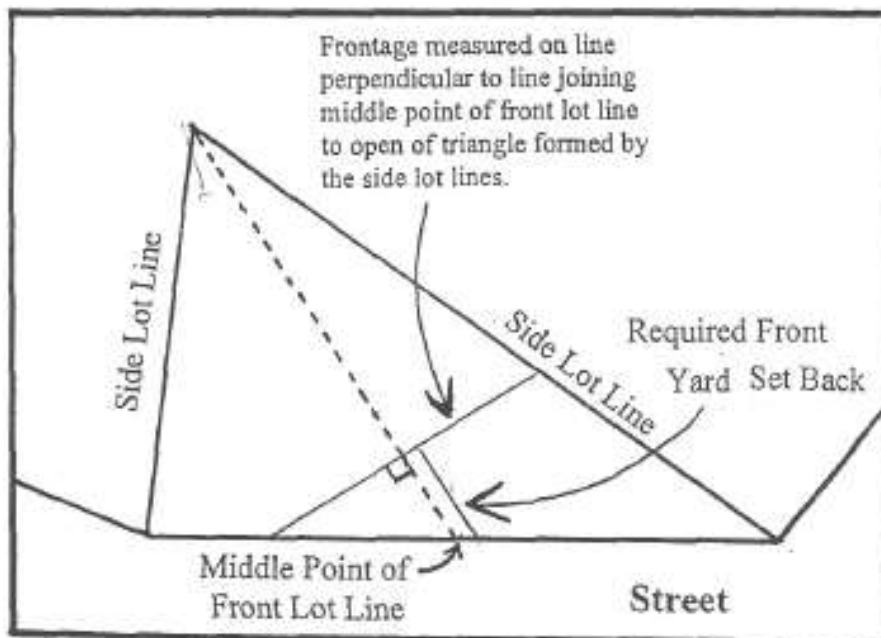 Frontage measured on line
perpendicular to line joining
middle point of front lot line
to open of triangle formed by
the side lot lines.
Side Lot Line
Side Lot Line
Required Front
Yard Set Back
Middle Point of
Front Lot Line
Street